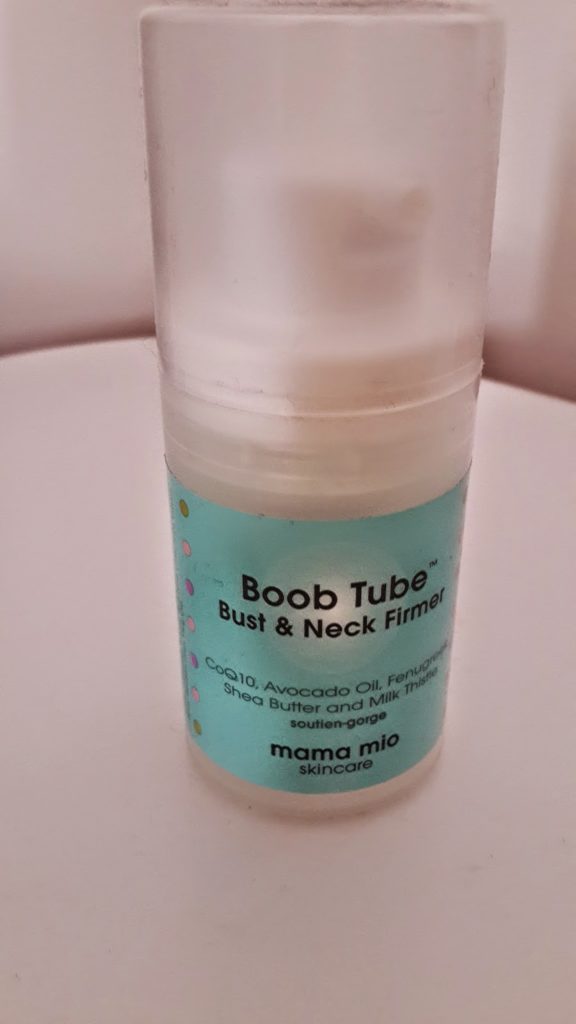 Boob Tube™
Bust & Neck Firmer
CoQ10, Avocado Oil, Fenugreek
Shea Butter and Milk Thistle
soutien-gorge
mama mio
skincare